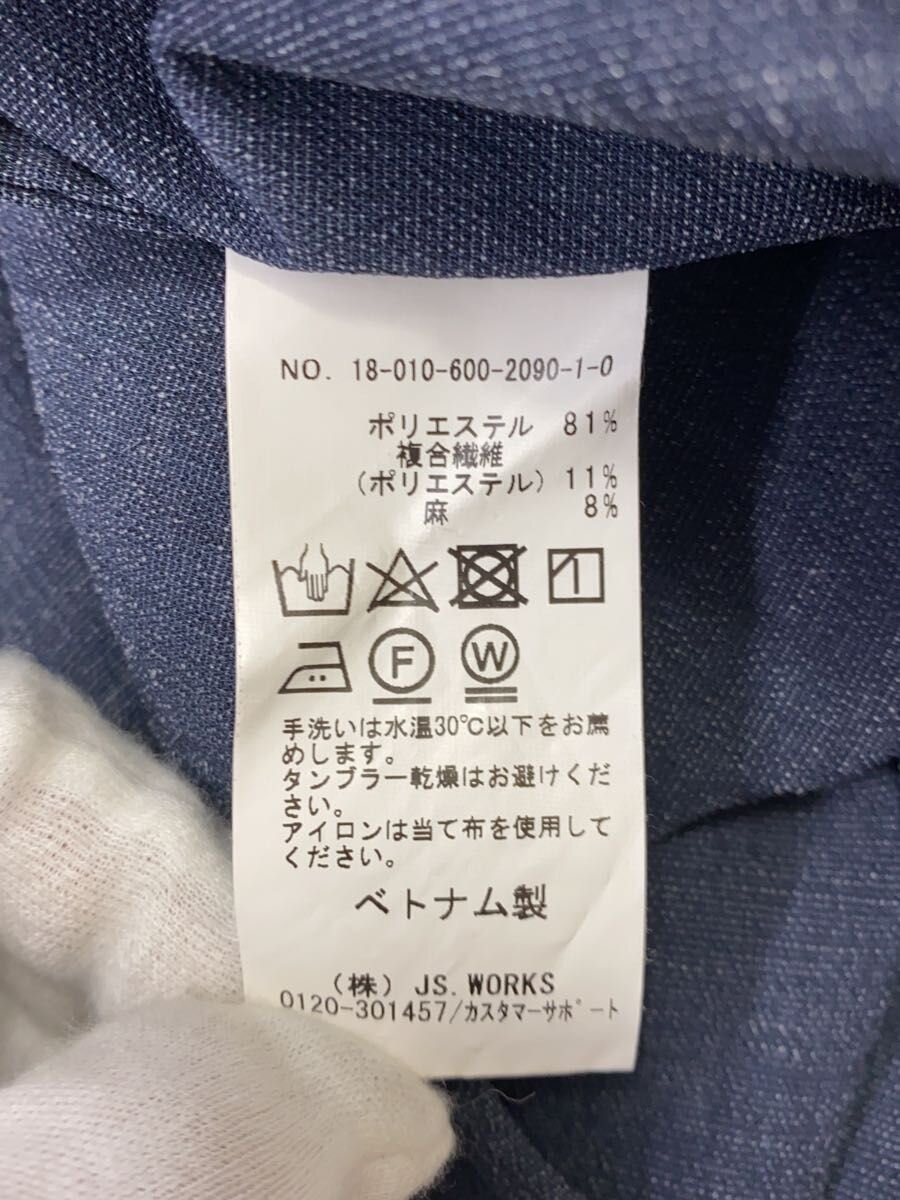 NO. 18-010-600-2090-1-0
ポリエステル 81%
複合繊維
(ポリエステル) 11%
麻 8%
F W
手洗いは水温30℃以下をお薦
めします。
タンブラー乾燥はお避けくだ
さい。
アイロンは当て布を使用して
ください。
ベトナム製
(株) JS.WORKS
0120-301457/カスタマーサポート